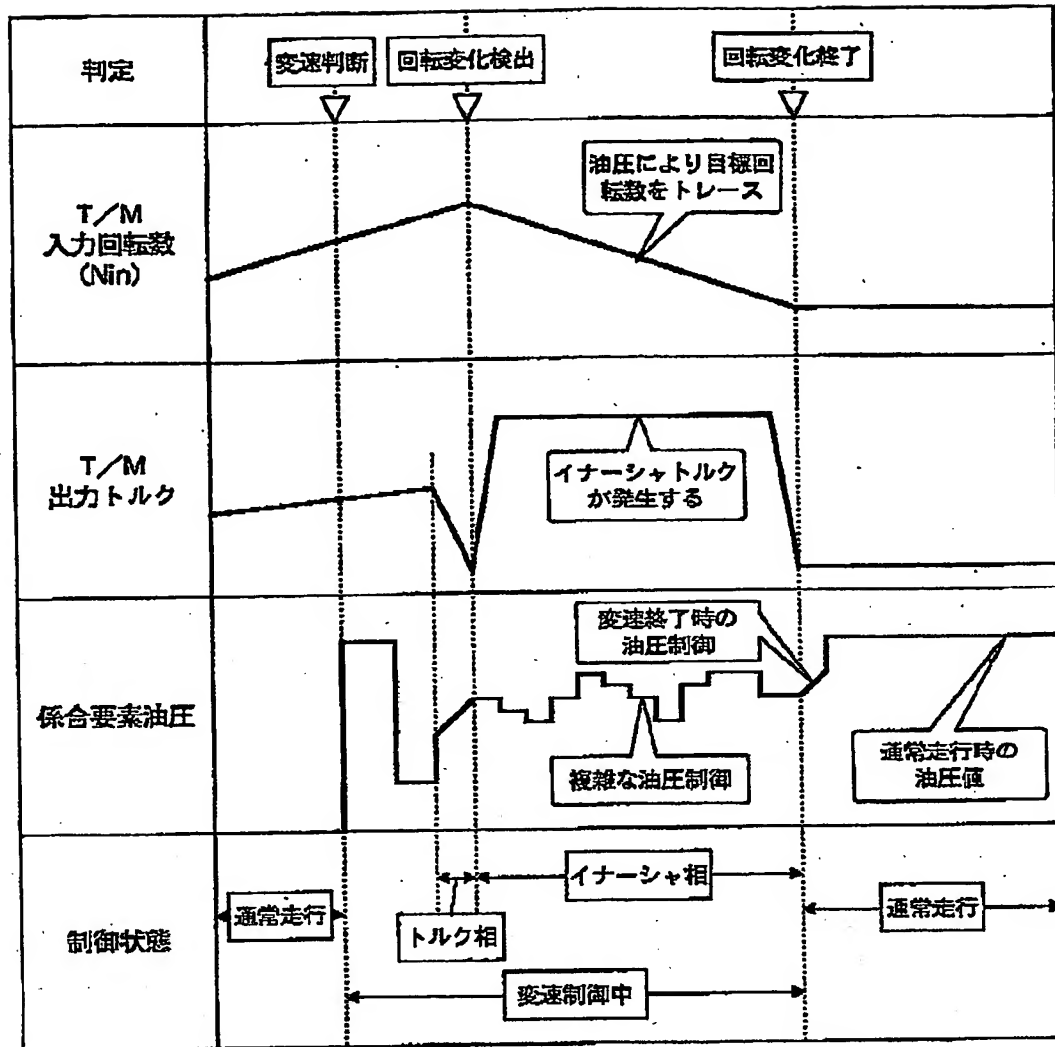 判定
変速判断
回転変化検出
回転変化終了
T/M
入力回転数
(Nin)
油圧により目標回
転数をトレース
T/M
出力トルク
イナーシャトルク
が発生する
係合要素油圧
変速終了時の
油圧制御
複雑な油圧制御
通常走行時の
油圧値
制御状態
通常走行
トルク相
イナーシャ相
通常走行
変速制御中